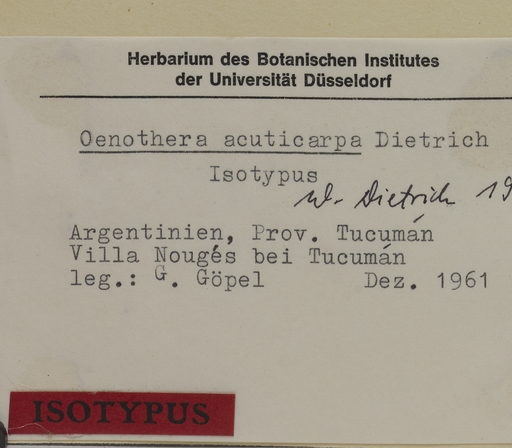 Herbarium des Botanischen Institutes
der Universität Düsseldorf
Oenothera acuticarpa Dietrich
Isotypus
W. Dietrich 19
Argentinien, Prov. Tucumán
Villa Nougés bei Tucumán
leg.: G. Göpel Dez. 1961
ISOTYPUS